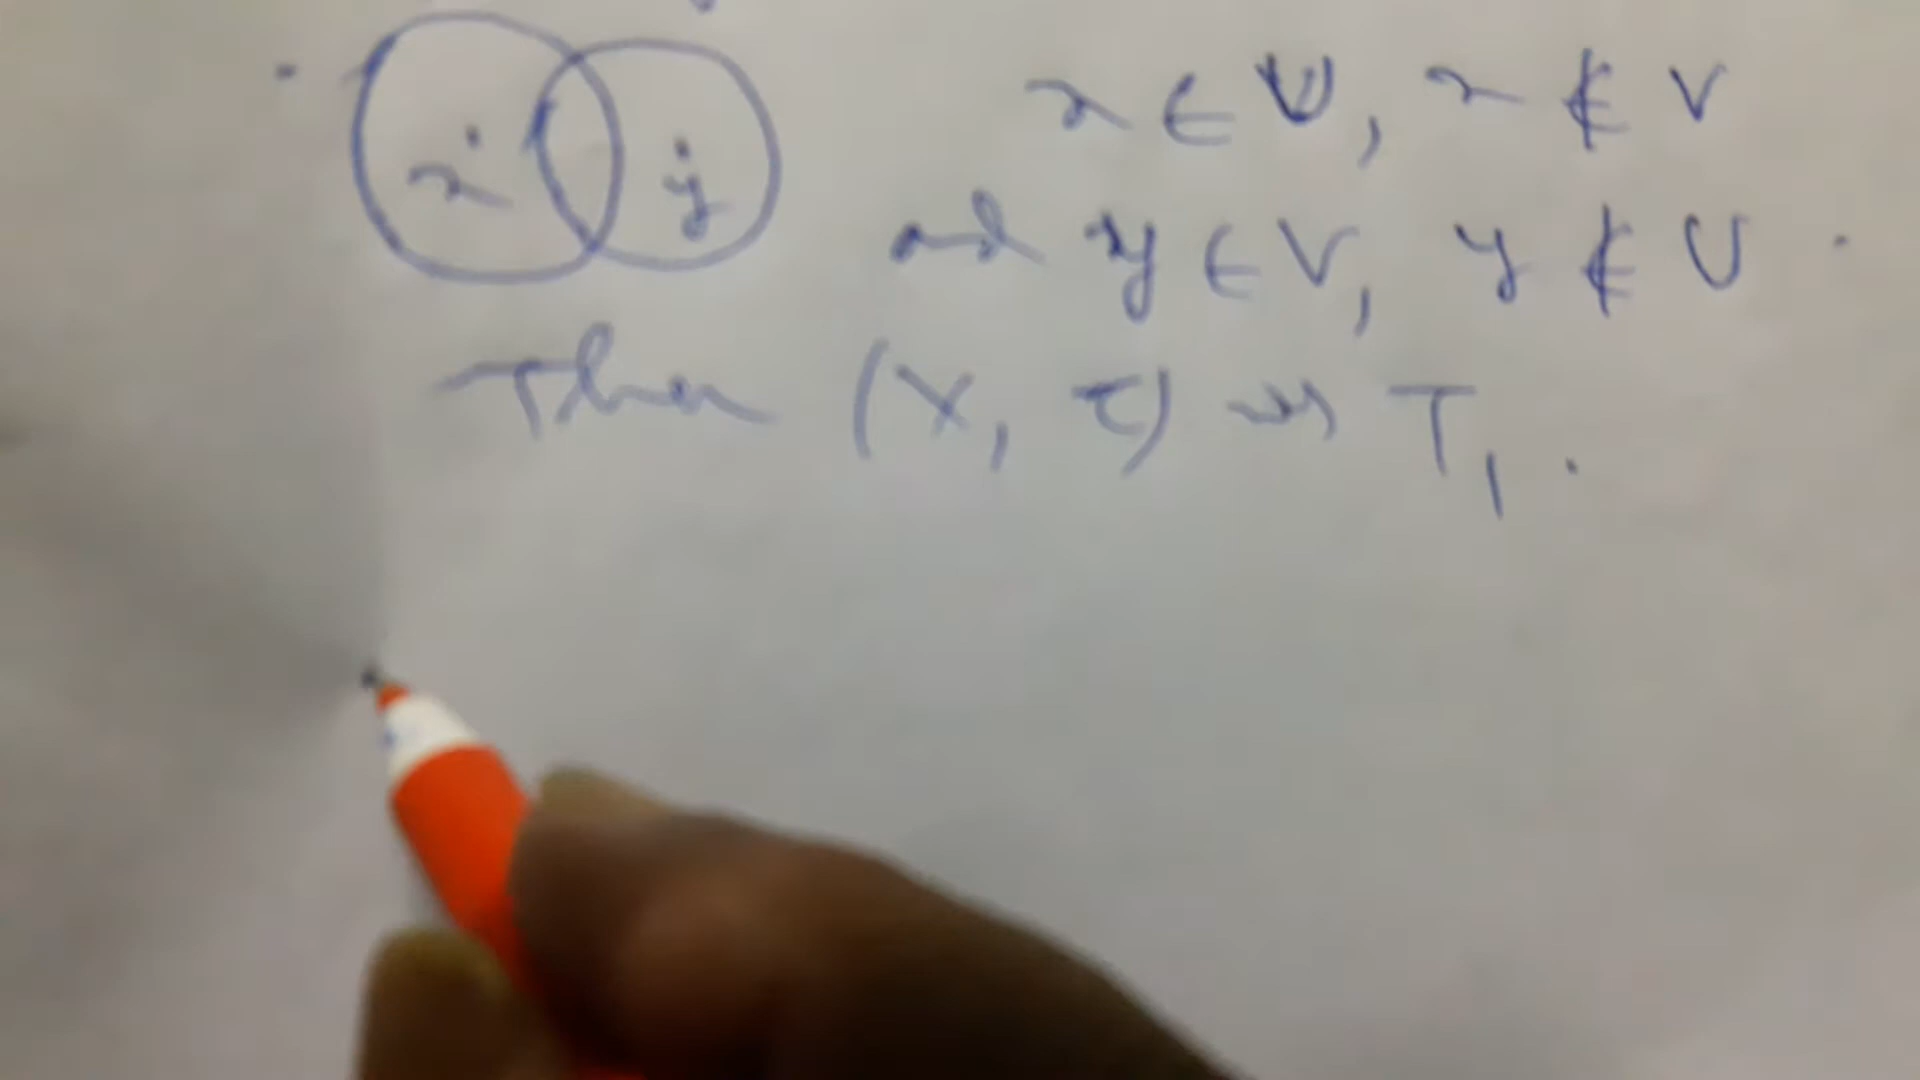 x y
x ∈ U, x ∉ V
and y ∈ V, y ∉ U.
Then (X, τ) is T₁.